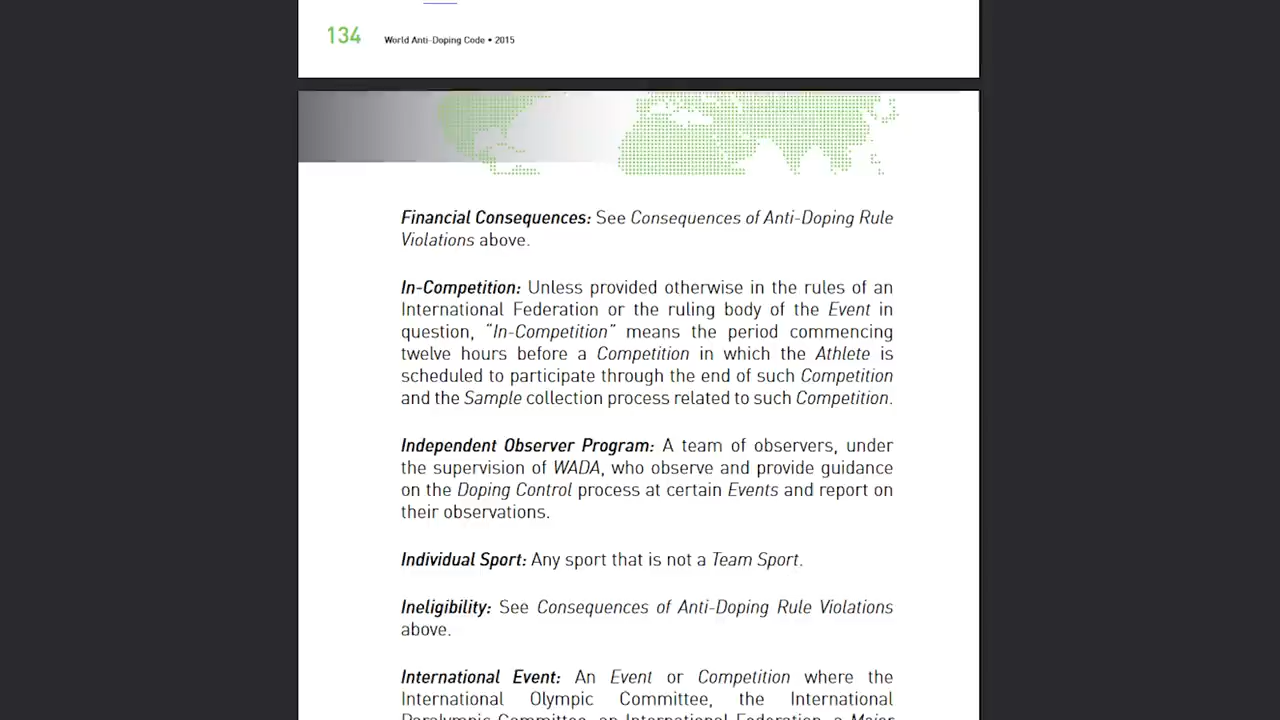 134 World Anti-Doping Code • 2015
Financial Consequences: See Consequences of Anti-Doping Rule
Violations above.
In-Competition: Unless provided otherwise in the rules of an
International Federation or the ruling body of the Event in
question, “In-Competition” means the period commencing
twelve hours before a Competition in which the Athlete is
scheduled to participate through the end of such Competition
and the Sample collection process related to such Competition.
Independent Observer Program: A team of observers, under
the supervision of WADA, who observe and provide guidance
on the Doping Control process at certain Events and report on
their observations.
Individual Sport: Any sport that is not a Team Sport.
Ineligibility: See Consequences of Anti-Doping Rule Violations
above.
International Event: An Event or Competition where the
International Olympic Committee, the International
Paralympic Committee, an International Federation, a Major